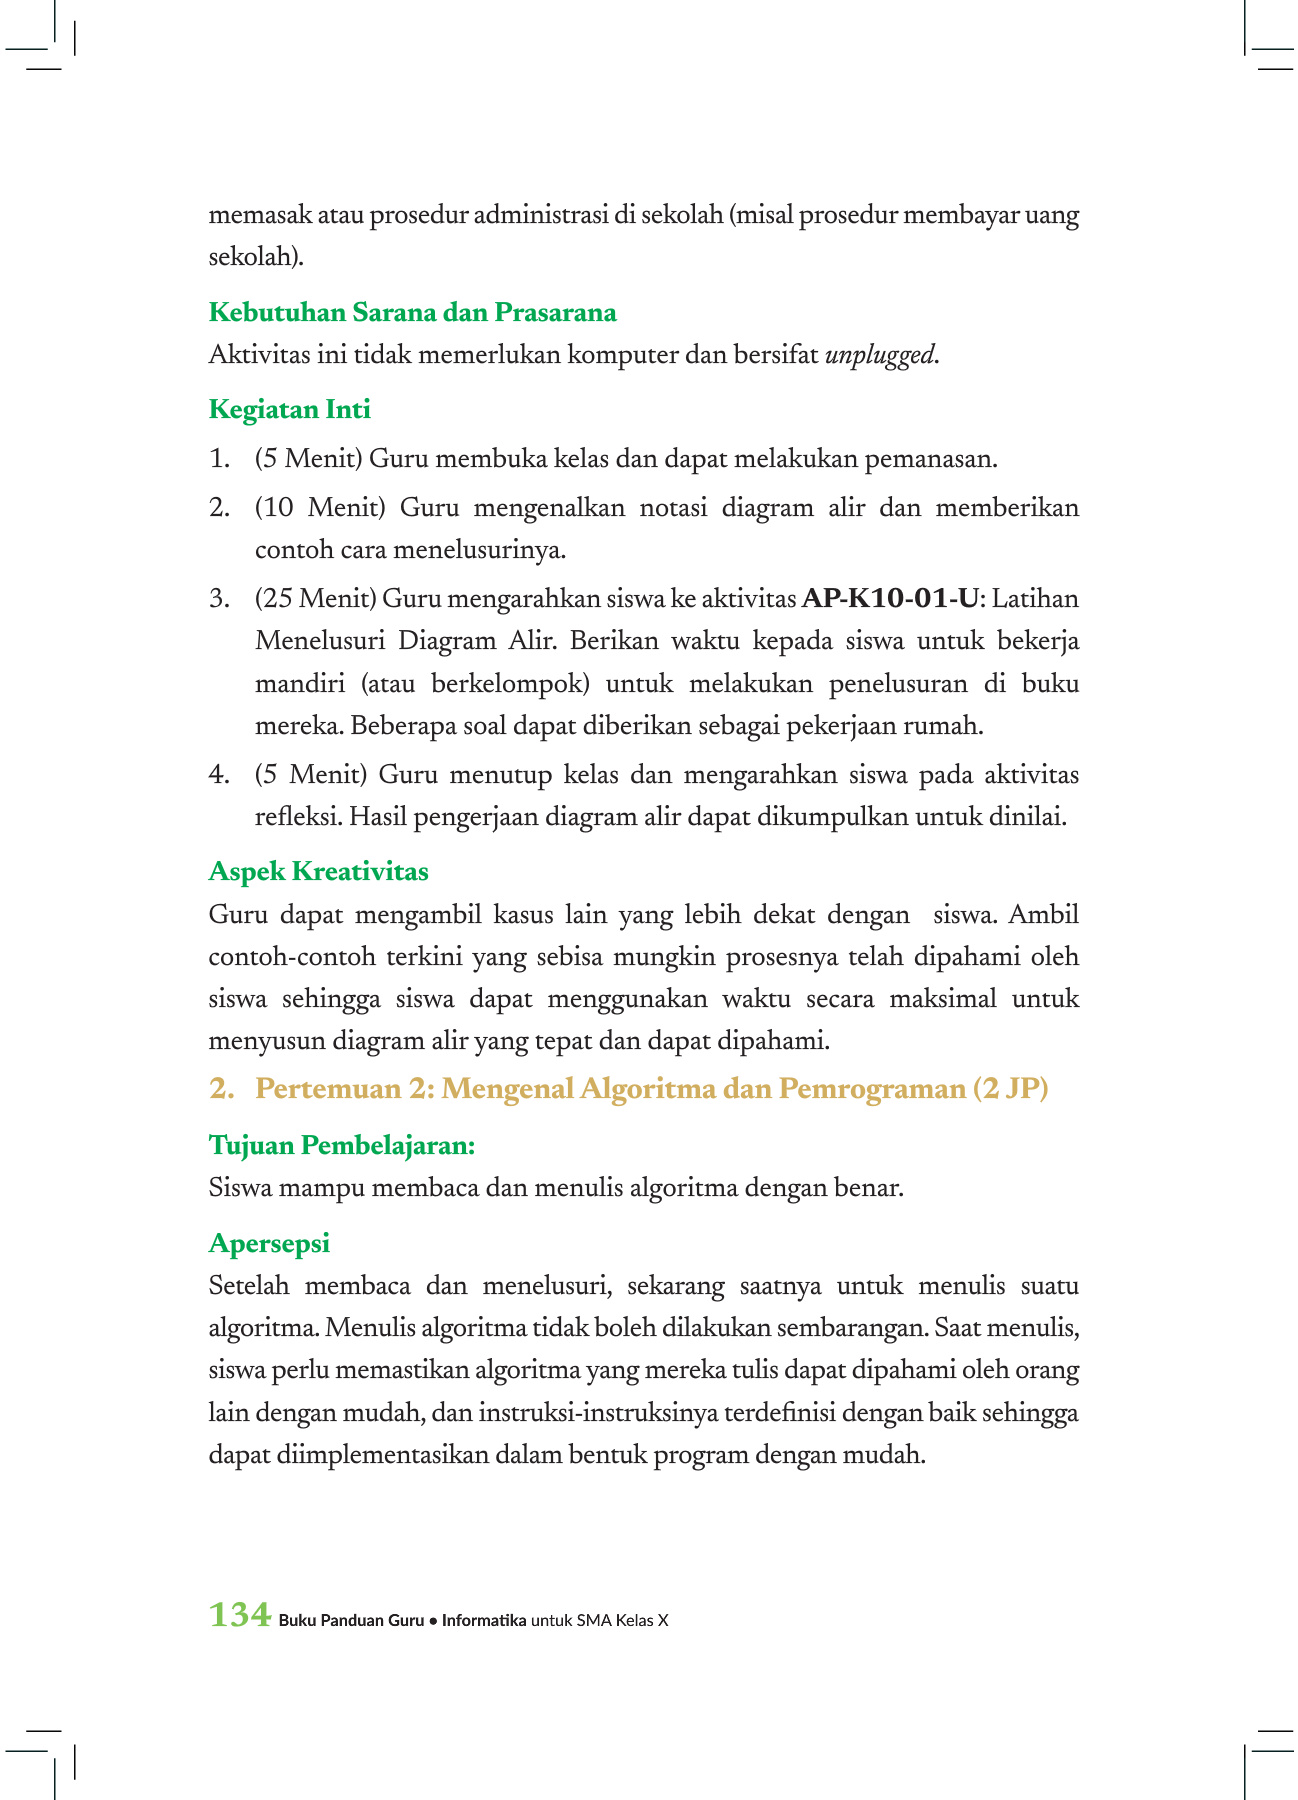 memasak atau prosedur administrasi di sekolah (misal prosedur membayar uang
sekolah).
Kebutuhan Sarana dan Prasarana
Aktivitas ini tidak memerlukan komputer dan bersifat unplugged.
Kegiatan Inti
1. (5 Menit) Guru membuka kelas dan dapat melakukan pemanasan.
2. (10 Menit) Guru mengenalkan notasi diagram alir dan memberikan
contoh cara menelusurinya.
3. (25 Menit) Guru mengarahkan siswa ke aktivitas AP-K10-01-U: Latihan
Menelusuri Diagram Alir. Berikan waktu kepada siswa untuk bekerja
mandiri (atau berkelompok) untuk melakukan penelusuran di buku
mereka. Beberapa soal dapat diberikan sebagai pekerjaan rumah.
4. (5 Menit) Guru menutup kelas dan mengarahkan siswa pada aktivitas
refleksi. Hasil pengerjaan diagram alir dapat dikumpulkan untuk dinilai.
Aspek Kreativitas
Guru dapat mengambil kasus lain yang lebih dekat dengan siswa. Ambil
contoh-contoh terkini yang sebisa mungkin prosesnya telah dipahami oleh
siswa sehingga siswa dapat menggunakan waktu secara maksimal untuk
menyusun diagram alir yang tepat dan dapat dipahami.
2. Pertemuan 2: Mengenal Algoritma dan Pemrograman (2 JP)
Tujuan Pembelajaran:
Siswa mampu membaca dan menulis algoritma dengan benar.
Apersepsi
Setelah membaca dan menelusuri, sekarang saatnya untuk menulis suatu
algoritma. Menulis algoritma tidak boleh dilakukan sembarangan. Saat menulis,
siswa perlu memastikan algoritma yang mereka tulis dapat dipahami oleh orang
lain dengan mudah, dan instruksi-instruksinya terdefinisi dengan baik sehingga
dapat diimplementasikan dalam bentuk program dengan mudah.
134 Buku Panduan Guru • Informatika untuk SMA Kelas X